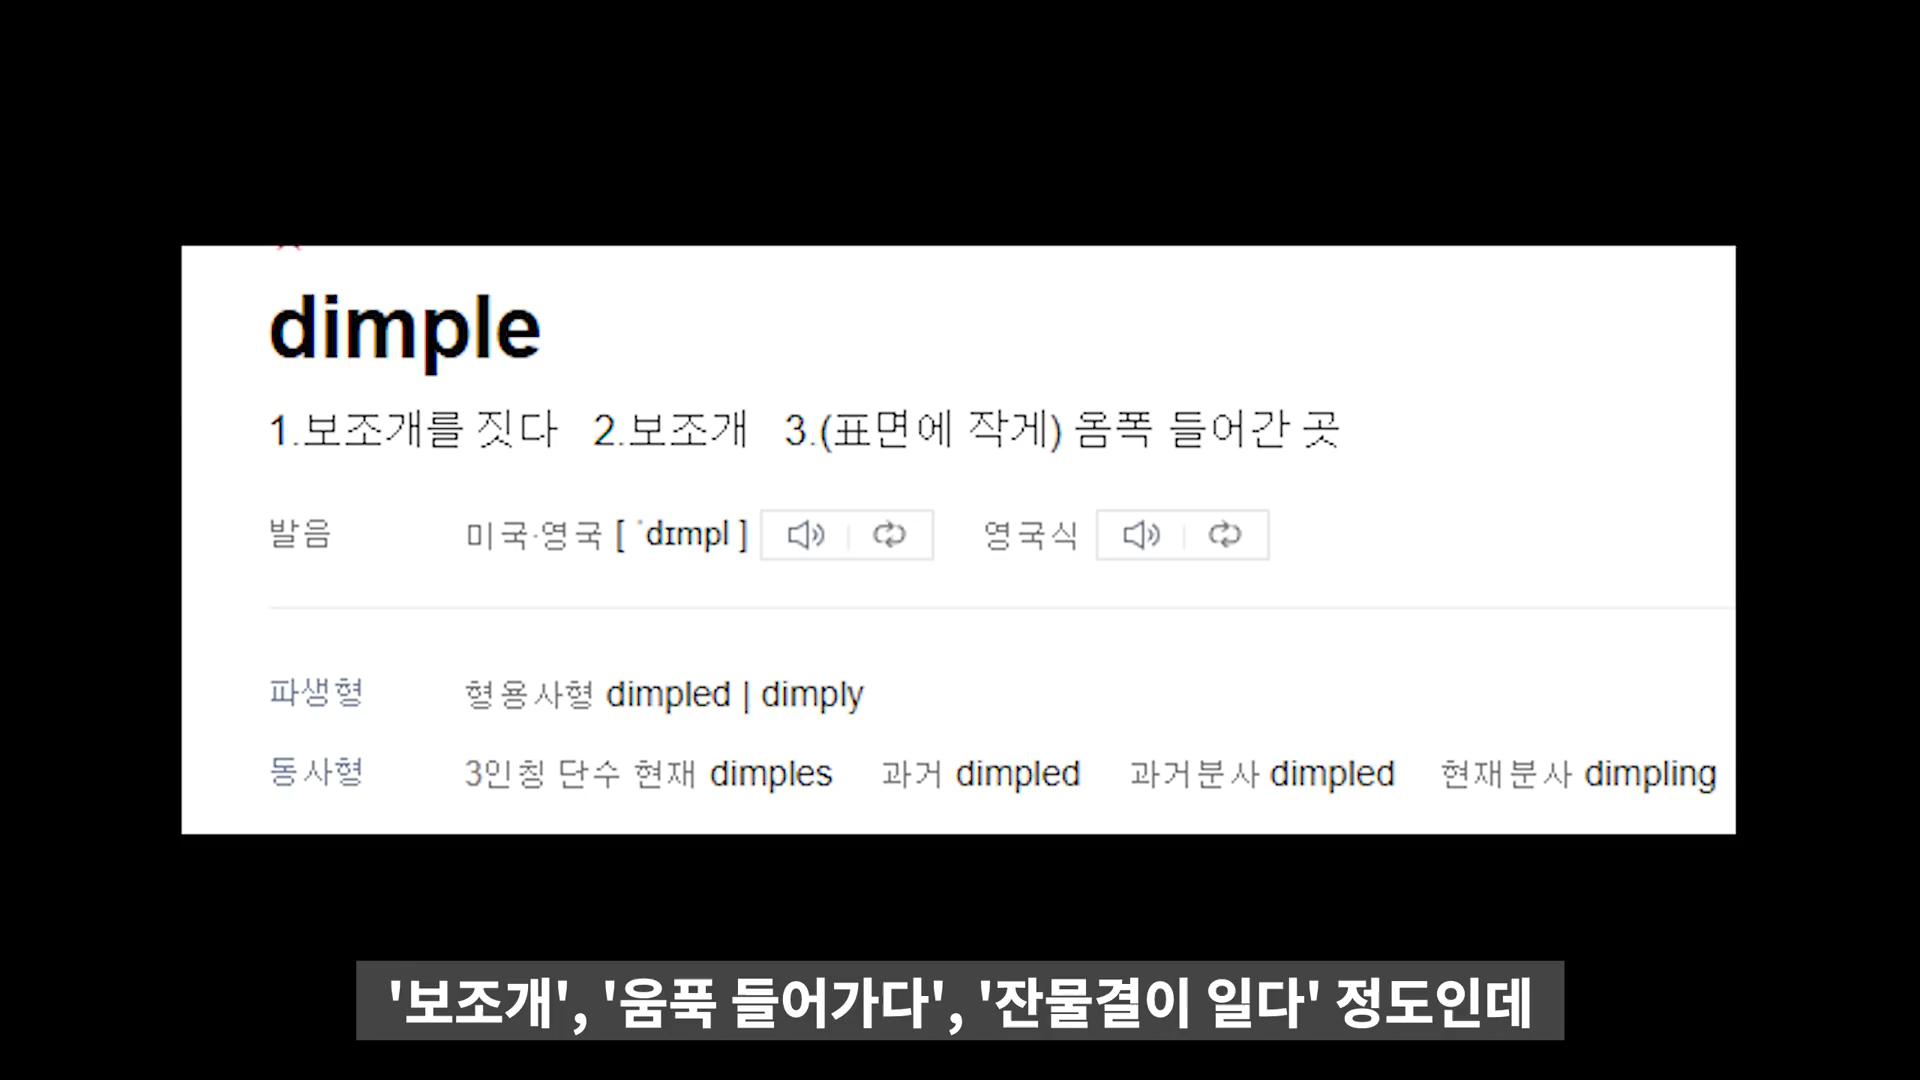 dimple
1.보조개를 짓다 2.보조개 3.(표면에 작게) 옴폭 들어간 곳
발음 미국·영국 [ ˈdɪmpl ] 영국식
파생형 형용사형 dimpled | dimply
동사형 3인칭 단수 현재 dimples 과거 dimpled 과거분사 dimpled 현재분사 dimpling
'보조개', '움푹 들어가다', '잔물결이 일다' 정도인데